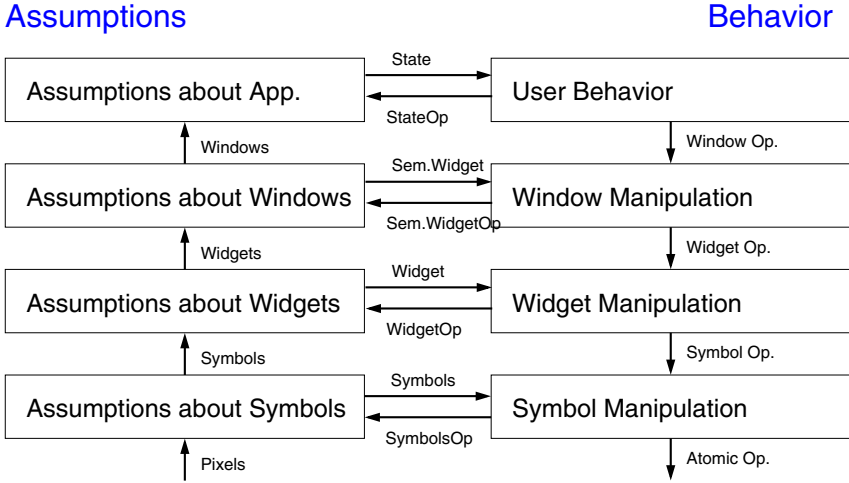 Assumptions
Behavior
State
Assumptions about App.
User Behavior
StateOp
Windows
Window Op.
Sem.Widget
Assumptions about Windows
Window Manipulation
Sem.WidgetOp
Widgets
Widget Op.
Widget
Assumptions about Widgets
Widget Manipulation
WidgetOp
Symbols
Symbol Op.
Symbols
Assumptions about Symbols
Symbol Manipulation
SymbolsOp
Pixels
Atomic Op.